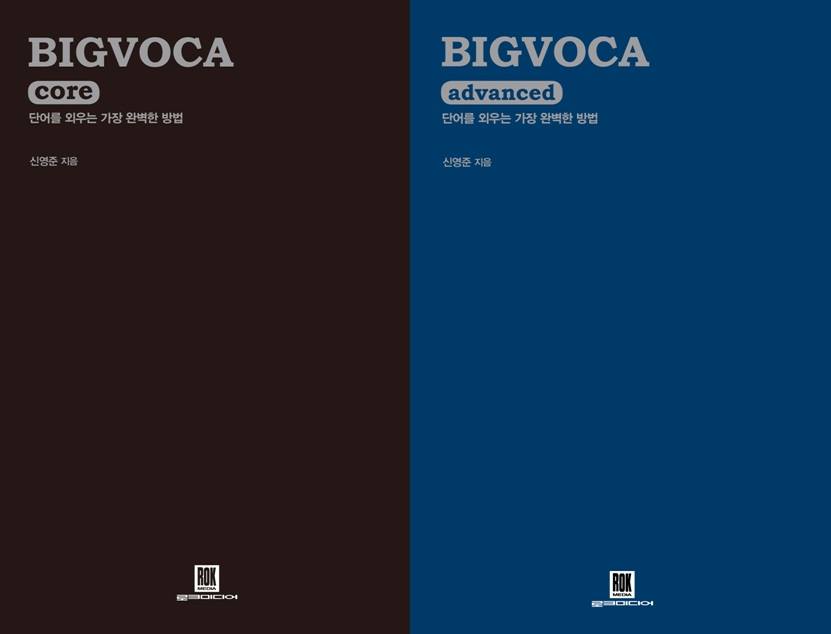 BIGVOCA
core
단어를 외우는 가장 완벽한 방법
신영준 지음
ROK
MEDIA
로크미디어
BIGVOCA
advanced
단어를 외우는 가장 완벽한 방법
신영준 지음
ROK
MEDIA
로크미디어